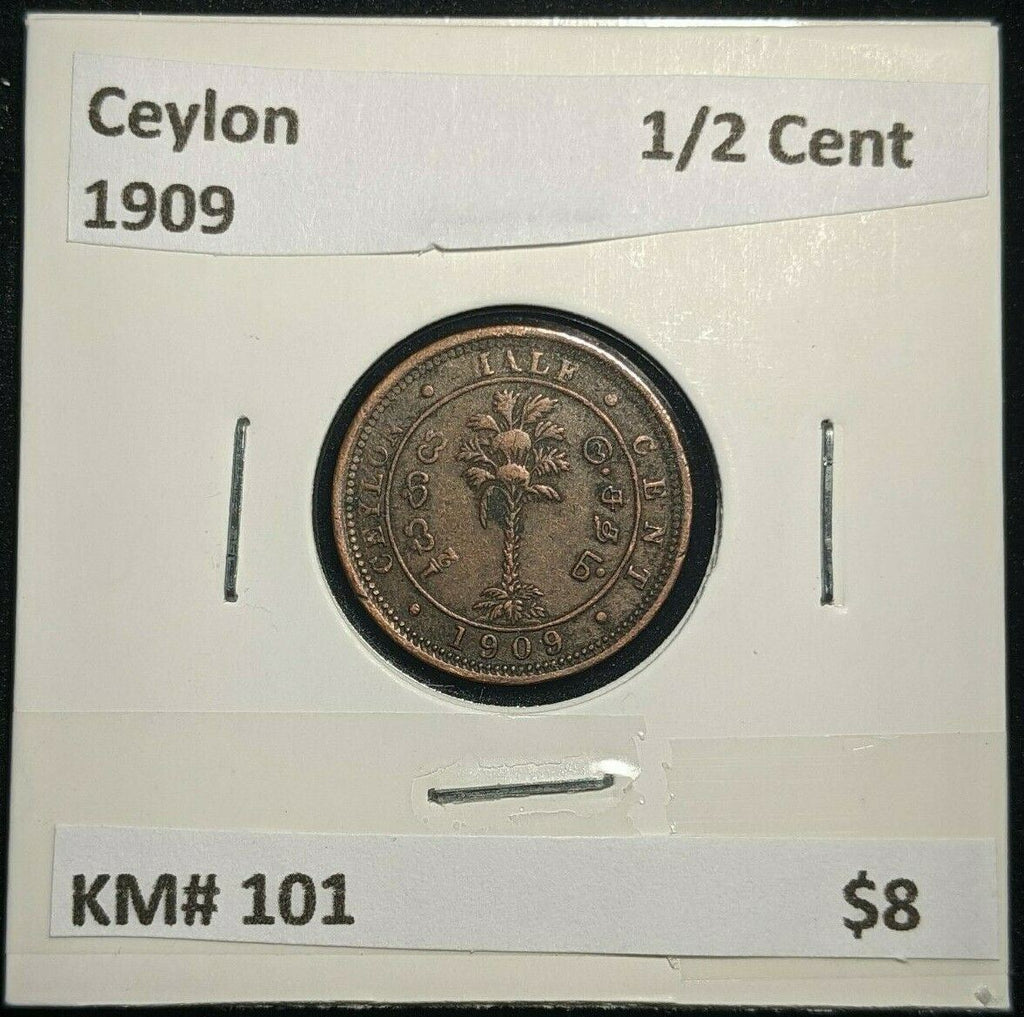 Ceylon 1/2 Cent
1909
HALF
CEYLON
CENT
1909
KM# 101 $8